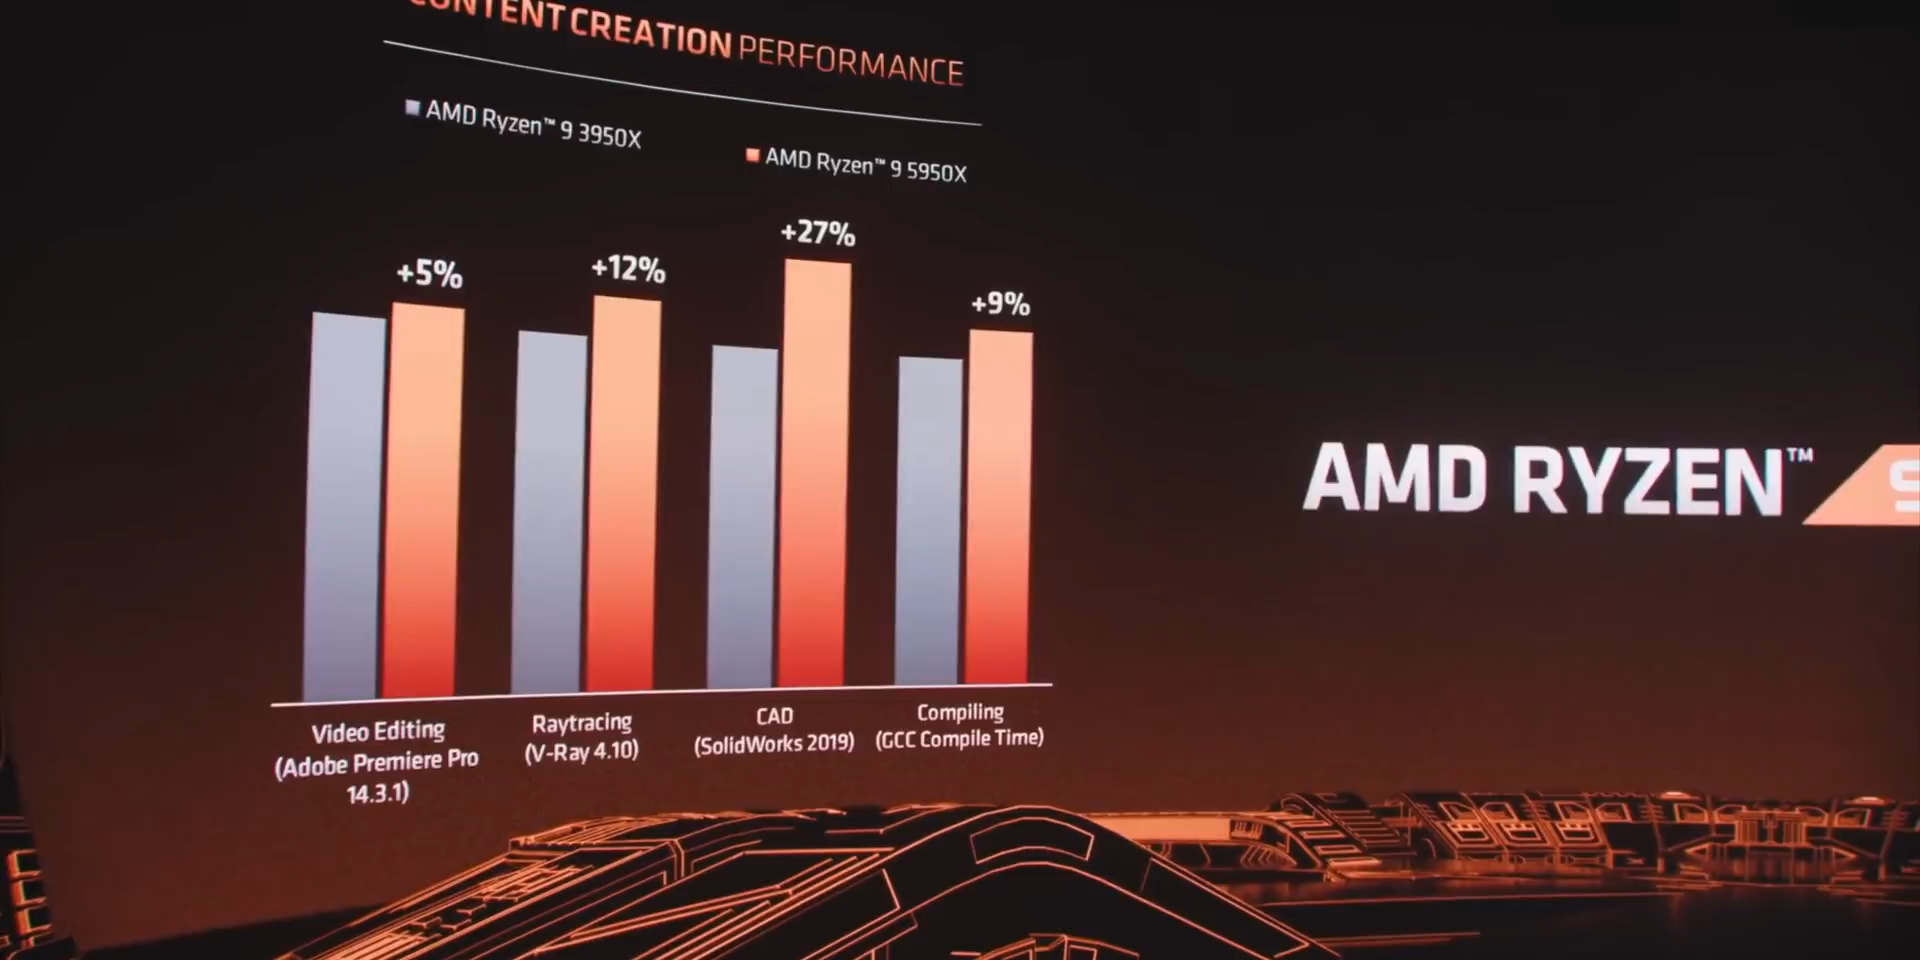 CONTENT CREATION PERFORMANCE
AMD Ryzen™ 9 3950X
AMD Ryzen™ 9 5950X
+5%
+12%
+27%
+9%
Video Editing
(Adobe Premiere Pro
14.3.1)
Raytracing
(V-Ray 4.10)
CAD
(SolidWorks 2019)
Compiling
(GCC Compile Time)
AMD RYZEN™